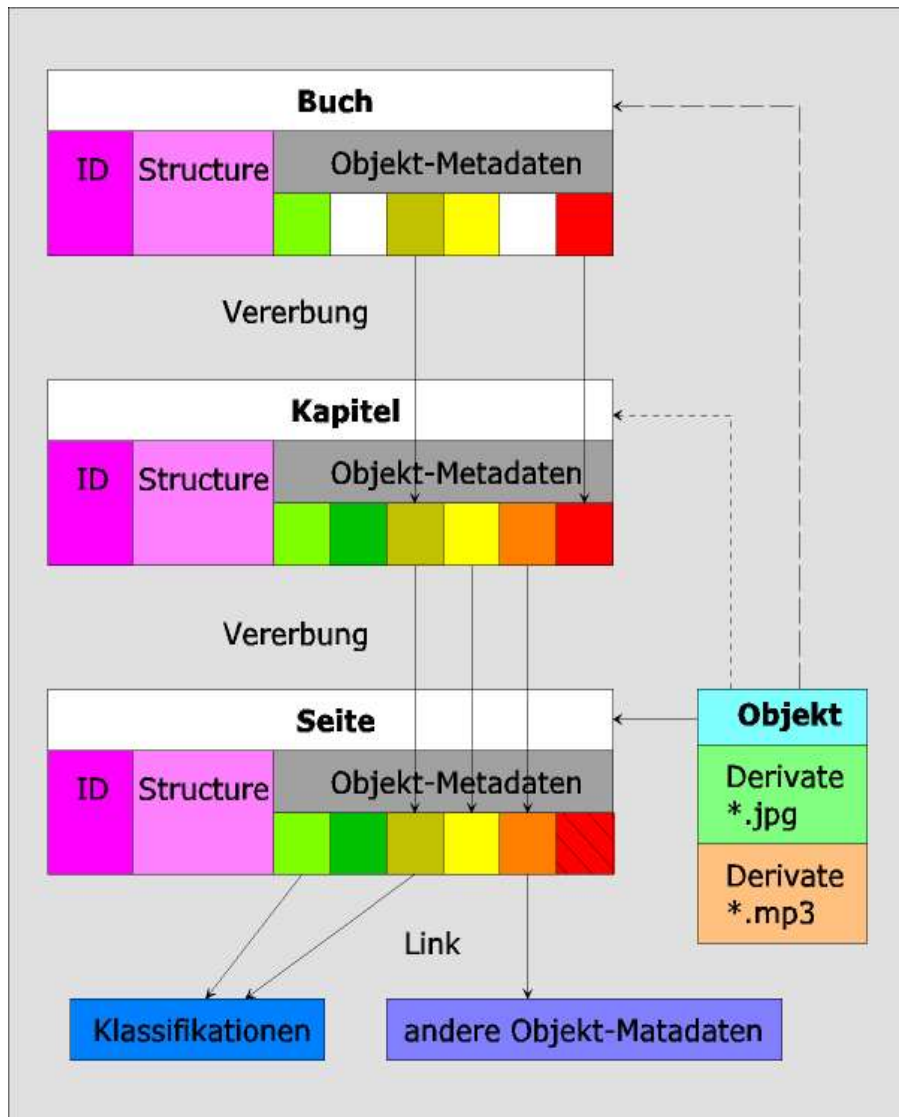 Buch
ID
Structure
Objekt-Metadaten
Vererbung
Kapitel
ID
Structure
Objekt-Metadaten
Vererbung
Seite
ID
Structure
Objekt-Metadaten
Objekt
Derivate
*.jpg
Derivate
*.mp3
Link
Klassifikationen
andere Objekt-Matadaten